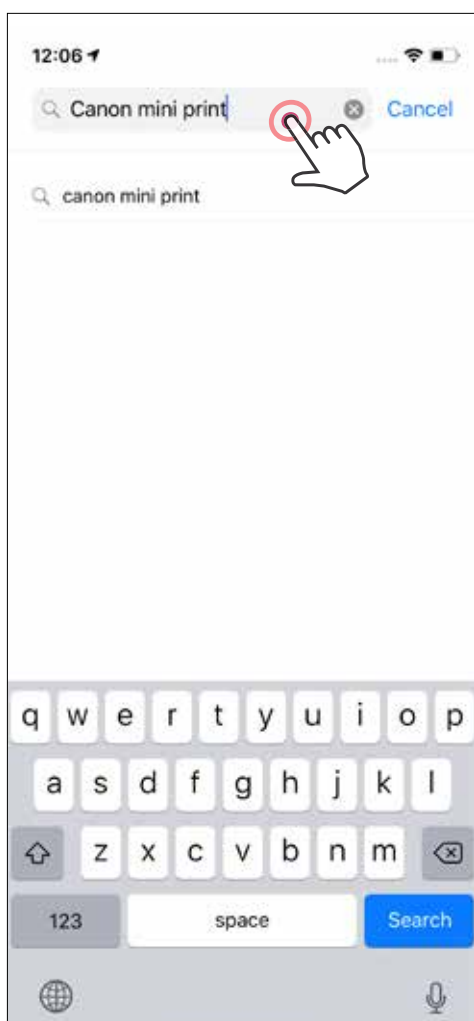 12:06
Canon mini print
Cancel
canon mini print
q w e r t y u i o p
a s d f g h j k l
z x c v b n m
123 space Search